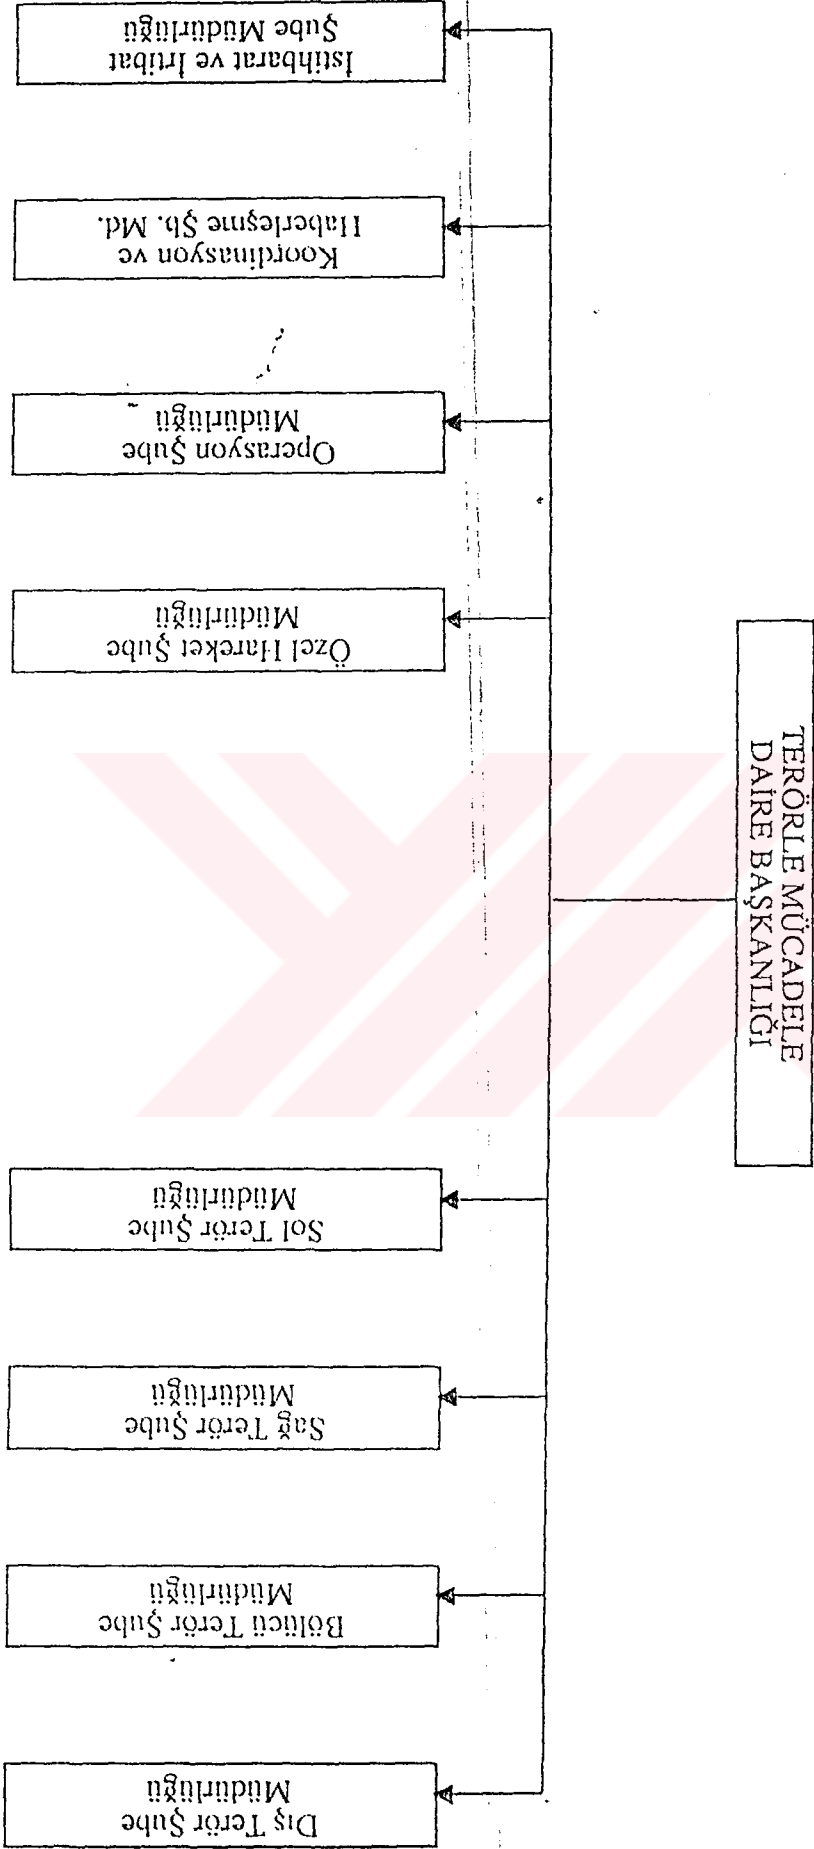 TERÖRLE MÜCADELE
DAİRE BAŞKANLIĞI
İstihbarat ve İrtibat
Şube Müdürlüğü
Koordinasyon ve
Haberleşme Şb. Md.
Operasyon Şube
Müdürlüğü
Özel Hareket Şube
Müdürlüğü
Sol Terör Şube
Müdürlüğü
Sağ Terör Şube
Müdürlüğü
Bölücü Terör Şube
Müdürlüğü
Dış Terör Şube
Müdürlüğü